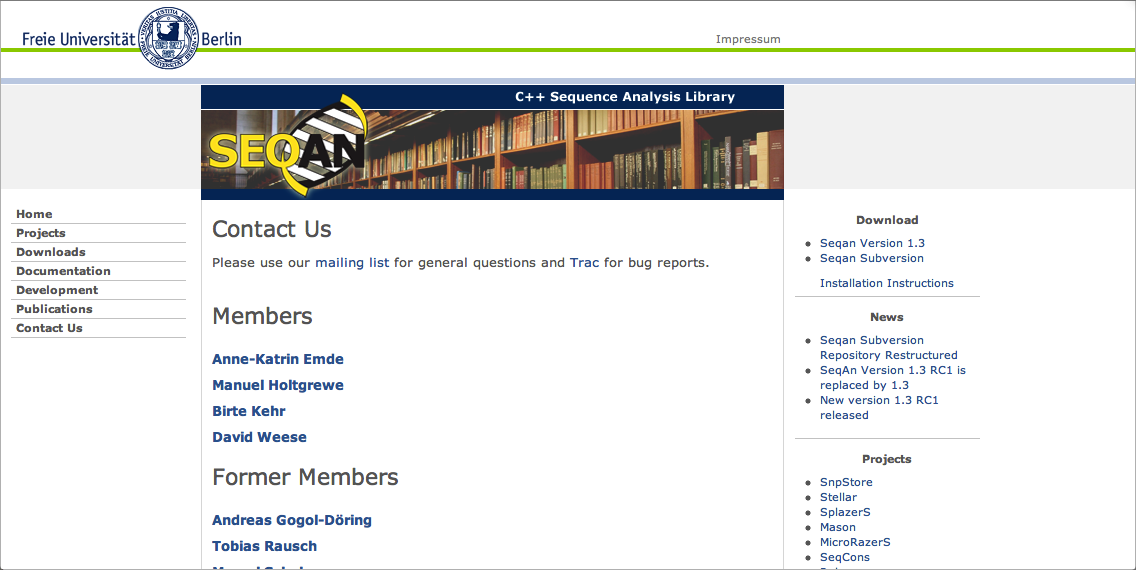 Freie Universität Berlin
Impressum
C++ Sequence Analysis Library
SEQAN
Home
Projects
Downloads
Documentation
Development
Publications
Contact Us
Contact Us
Please use our mailing list for general questions and Trac for bug reports.
Members
Anne-Katrin Emde
Manuel Holtgrewe
Birte Kehr
David Weese
Former Members
Andreas Gogol-Döring
Tobias Rausch
Download
Seqan Version 1.3
Seqan Subversion
Installation Instructions
News
Seqan Subversion
Repository Restructured
SeqAn Version 1.3 RC1 is
replaced by 1.3
New version 1.3 RC1
released
Projects
SnpStore
Stellar
SplazerS
Mason
MicroRazerS
SeqCons